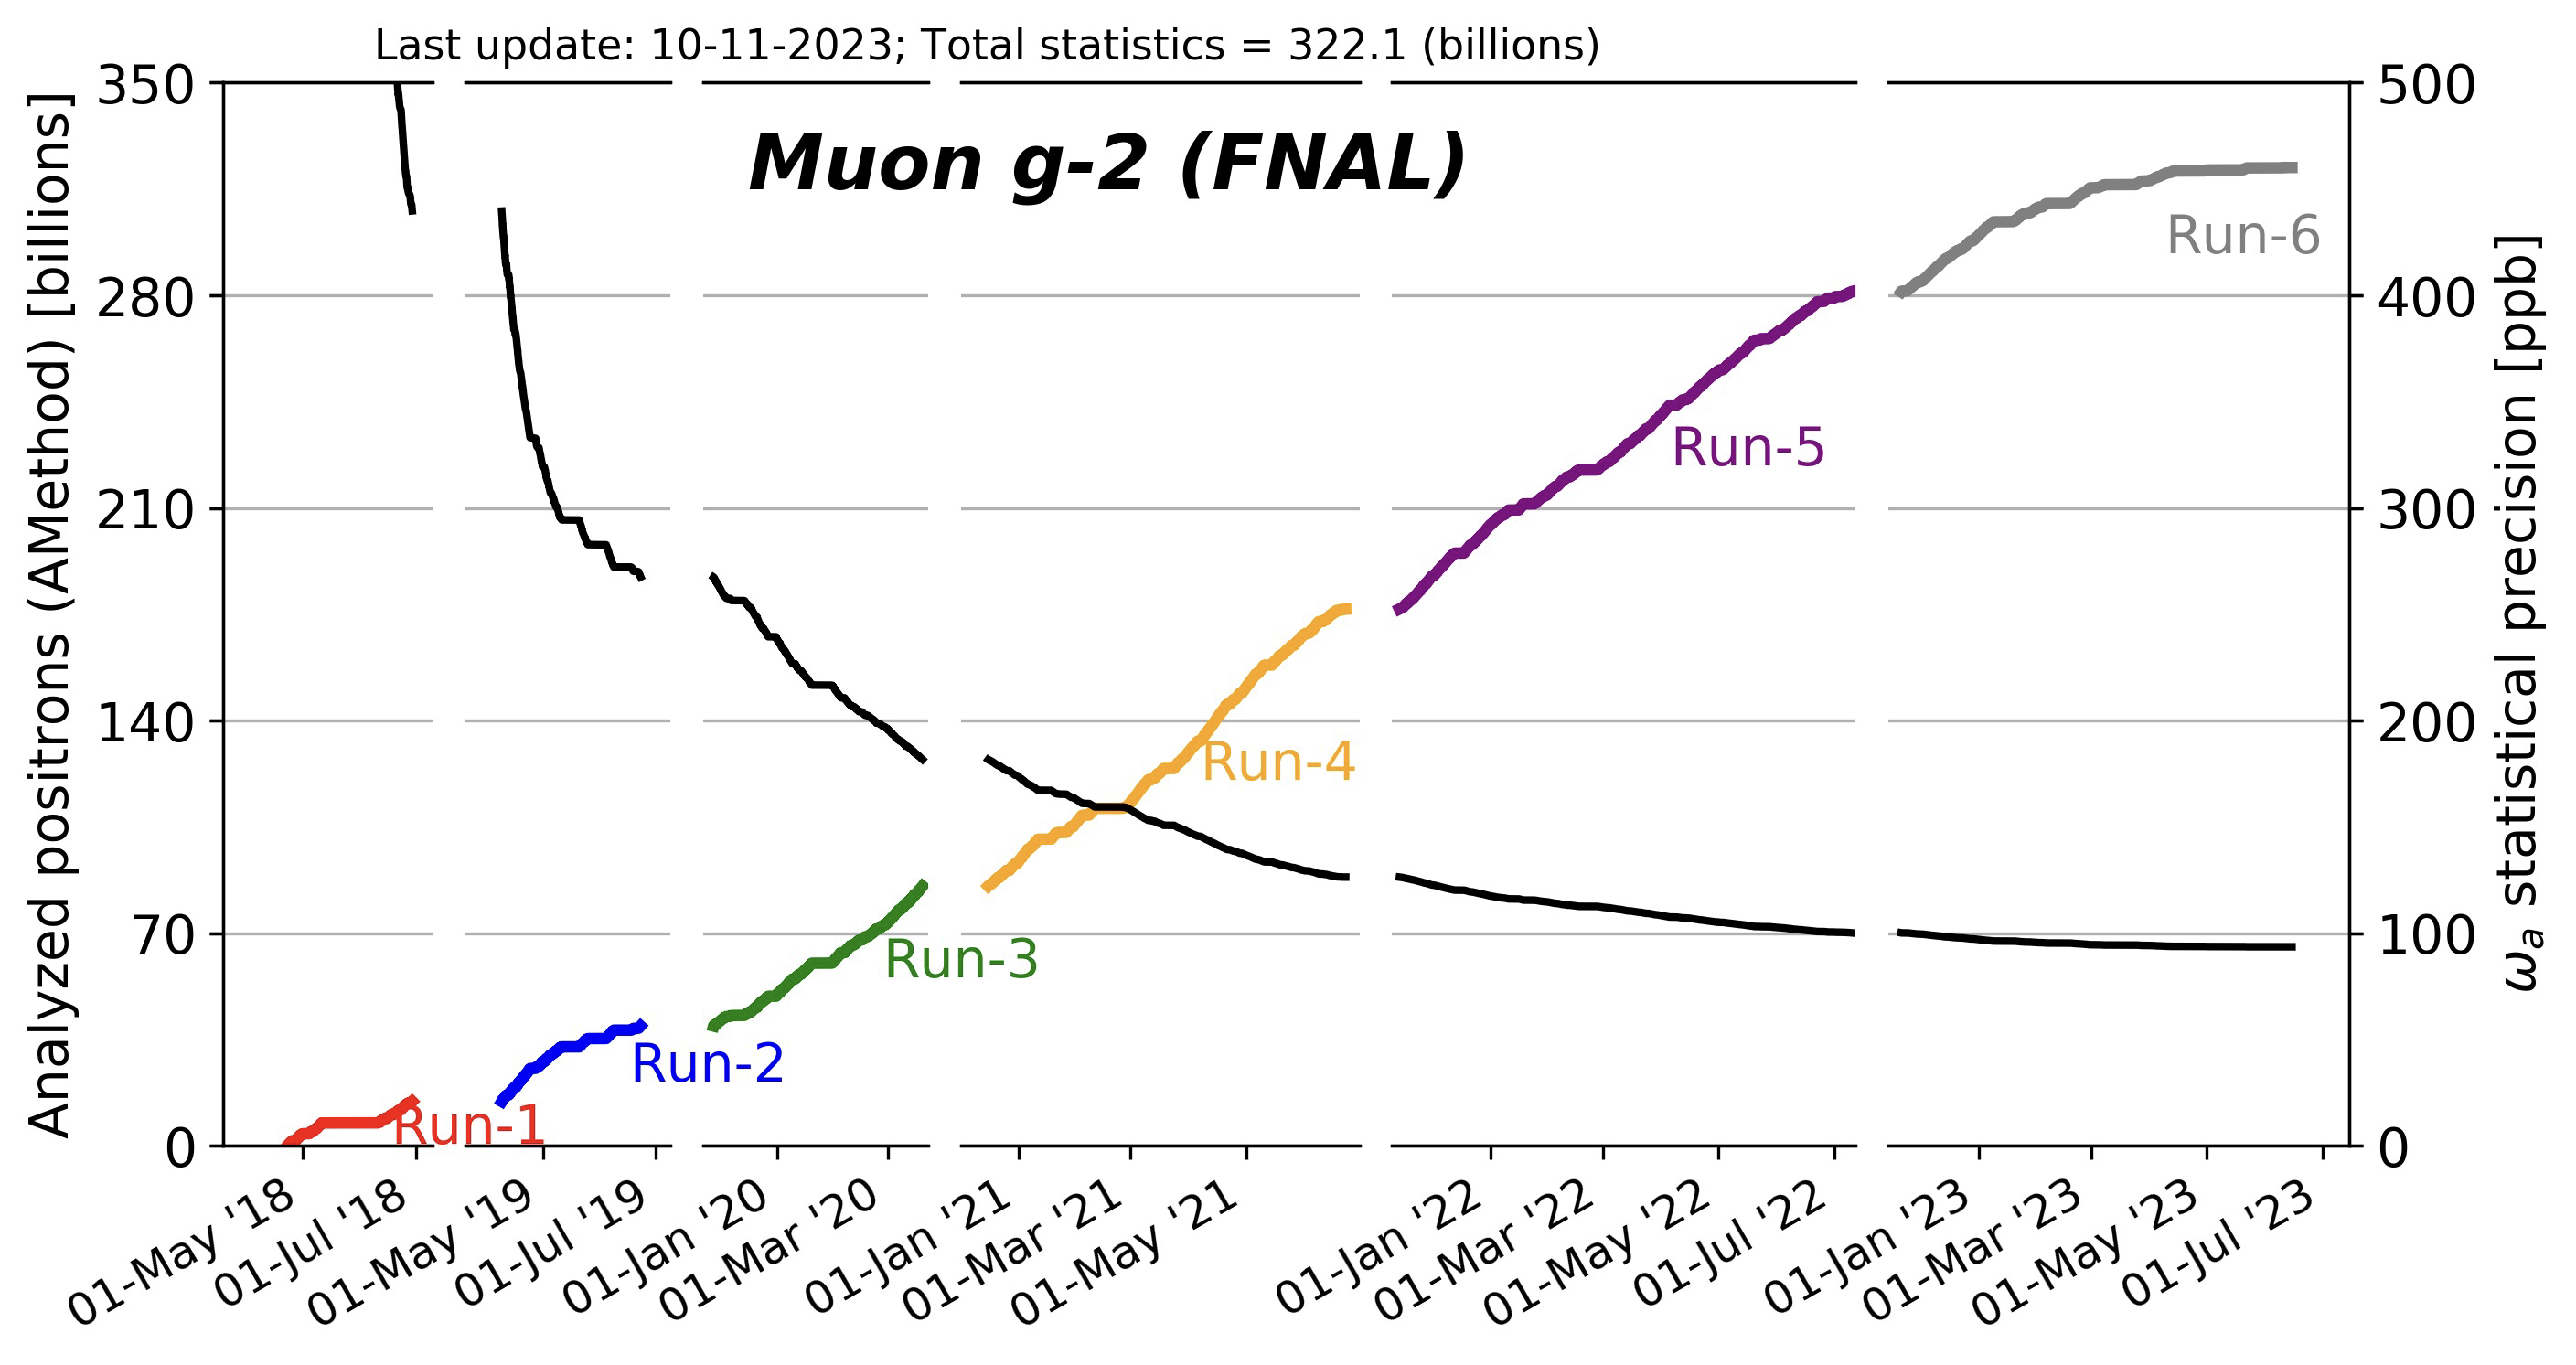 Last update: 10-11-2023; Total statistics = 322.1 (billions)
Muon g-2 (FNAL)
Analyzed positrons (AMethod) [billions]
350
280
210
140
70
0
500
400
300
200
100
0
ωa statistical precision [ppb]
Run-1
Run-2
Run-3
Run-4
Run-5
Run-6
01-May '18
01-Jul '18
01-May '19
01-Jul '19
01-Jan '20
01-Mar '20
01-Jan '21
01-Mar '21
01-May '21
01-Jan '22
01-Mar '22
01-May '22
01-Jul '22
01-Jan '23
01-Mar '23
01-May '23
01-Jul '23